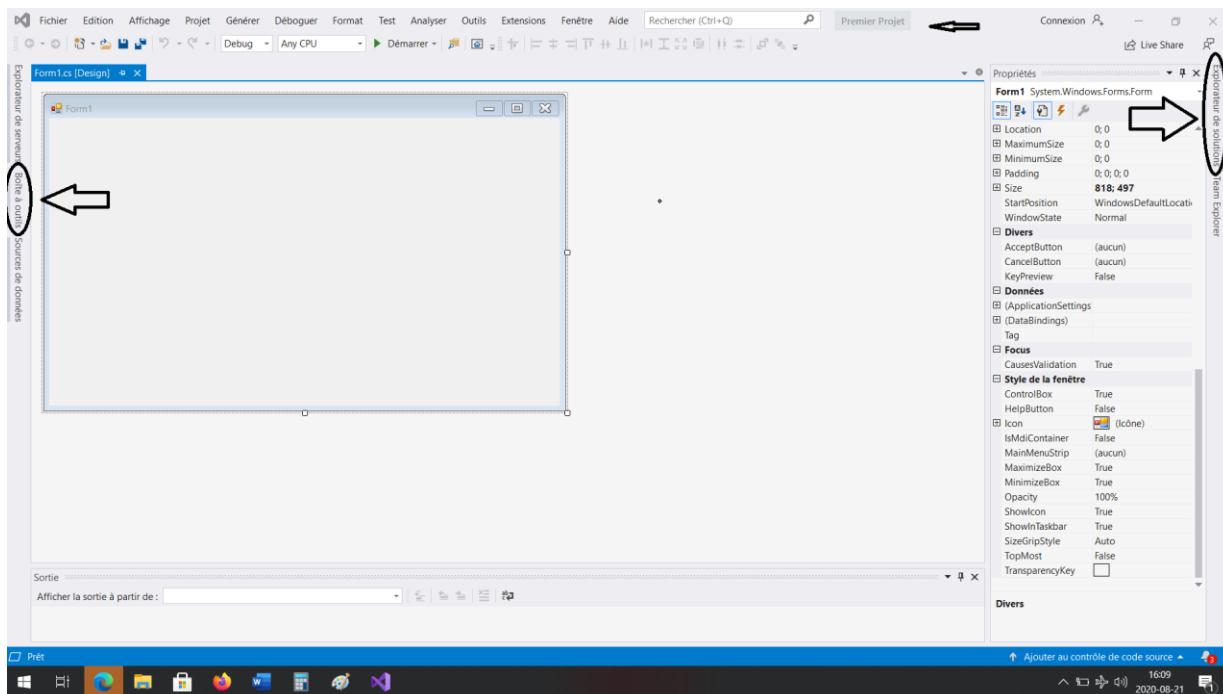 Fichier Edition Affichage Projet Générer Déboguer Format Test Analyser Outils Extensions Fenêtre Aide Rechercher (Ctrl+Q) Premier Projet Connexion
Debug Any CPU Démarrer Live Share
Explorateur de serveurs
Boîte à outils
Sources de données
Form1.cs [Design]
Form1
Propriétés
Form1 System.Windows.Forms.Form
Location 0; 0
MaximumSize 0; 0
MinimumSize 0; 0
Padding 0; 0; 0; 0
Size 818; 497
StartPosition WindowsDefaultLocati
WindowState Normal
Divers
AcceptButton (aucun)
CancelButton (aucun)
KeyPreview False
Données
(ApplicationSettings
(DataBindings)
Tag
Focus
CausesValidation True
Style de la fenêtre
ControlBox True
HelpButton False
Icon (Icône)
IsMdiContainer False
MainMenuStrip (aucun)
MaximizeBox True
MinimizeBox True
Opacity 100%
ShowIcon True
ShowInTaskbar True
SizeGripStyle Auto
TopMost False
TransparencyKey
Divers
Explorateur de solutions
Team Explorer
Sortie
Afficher la sortie à partir de :
Prêt Ajouter au contrôle de code source 3
16:09
2020-08-21